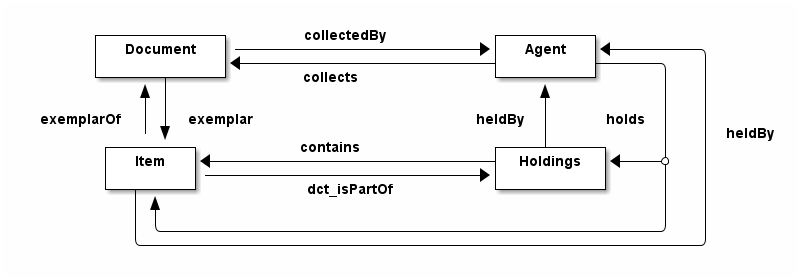 collectedBy
Document
Agent
collects
exemplarOf
exemplar
heldBy
holds
heldBy
contains
Item
Holdings
dct_isPartOf